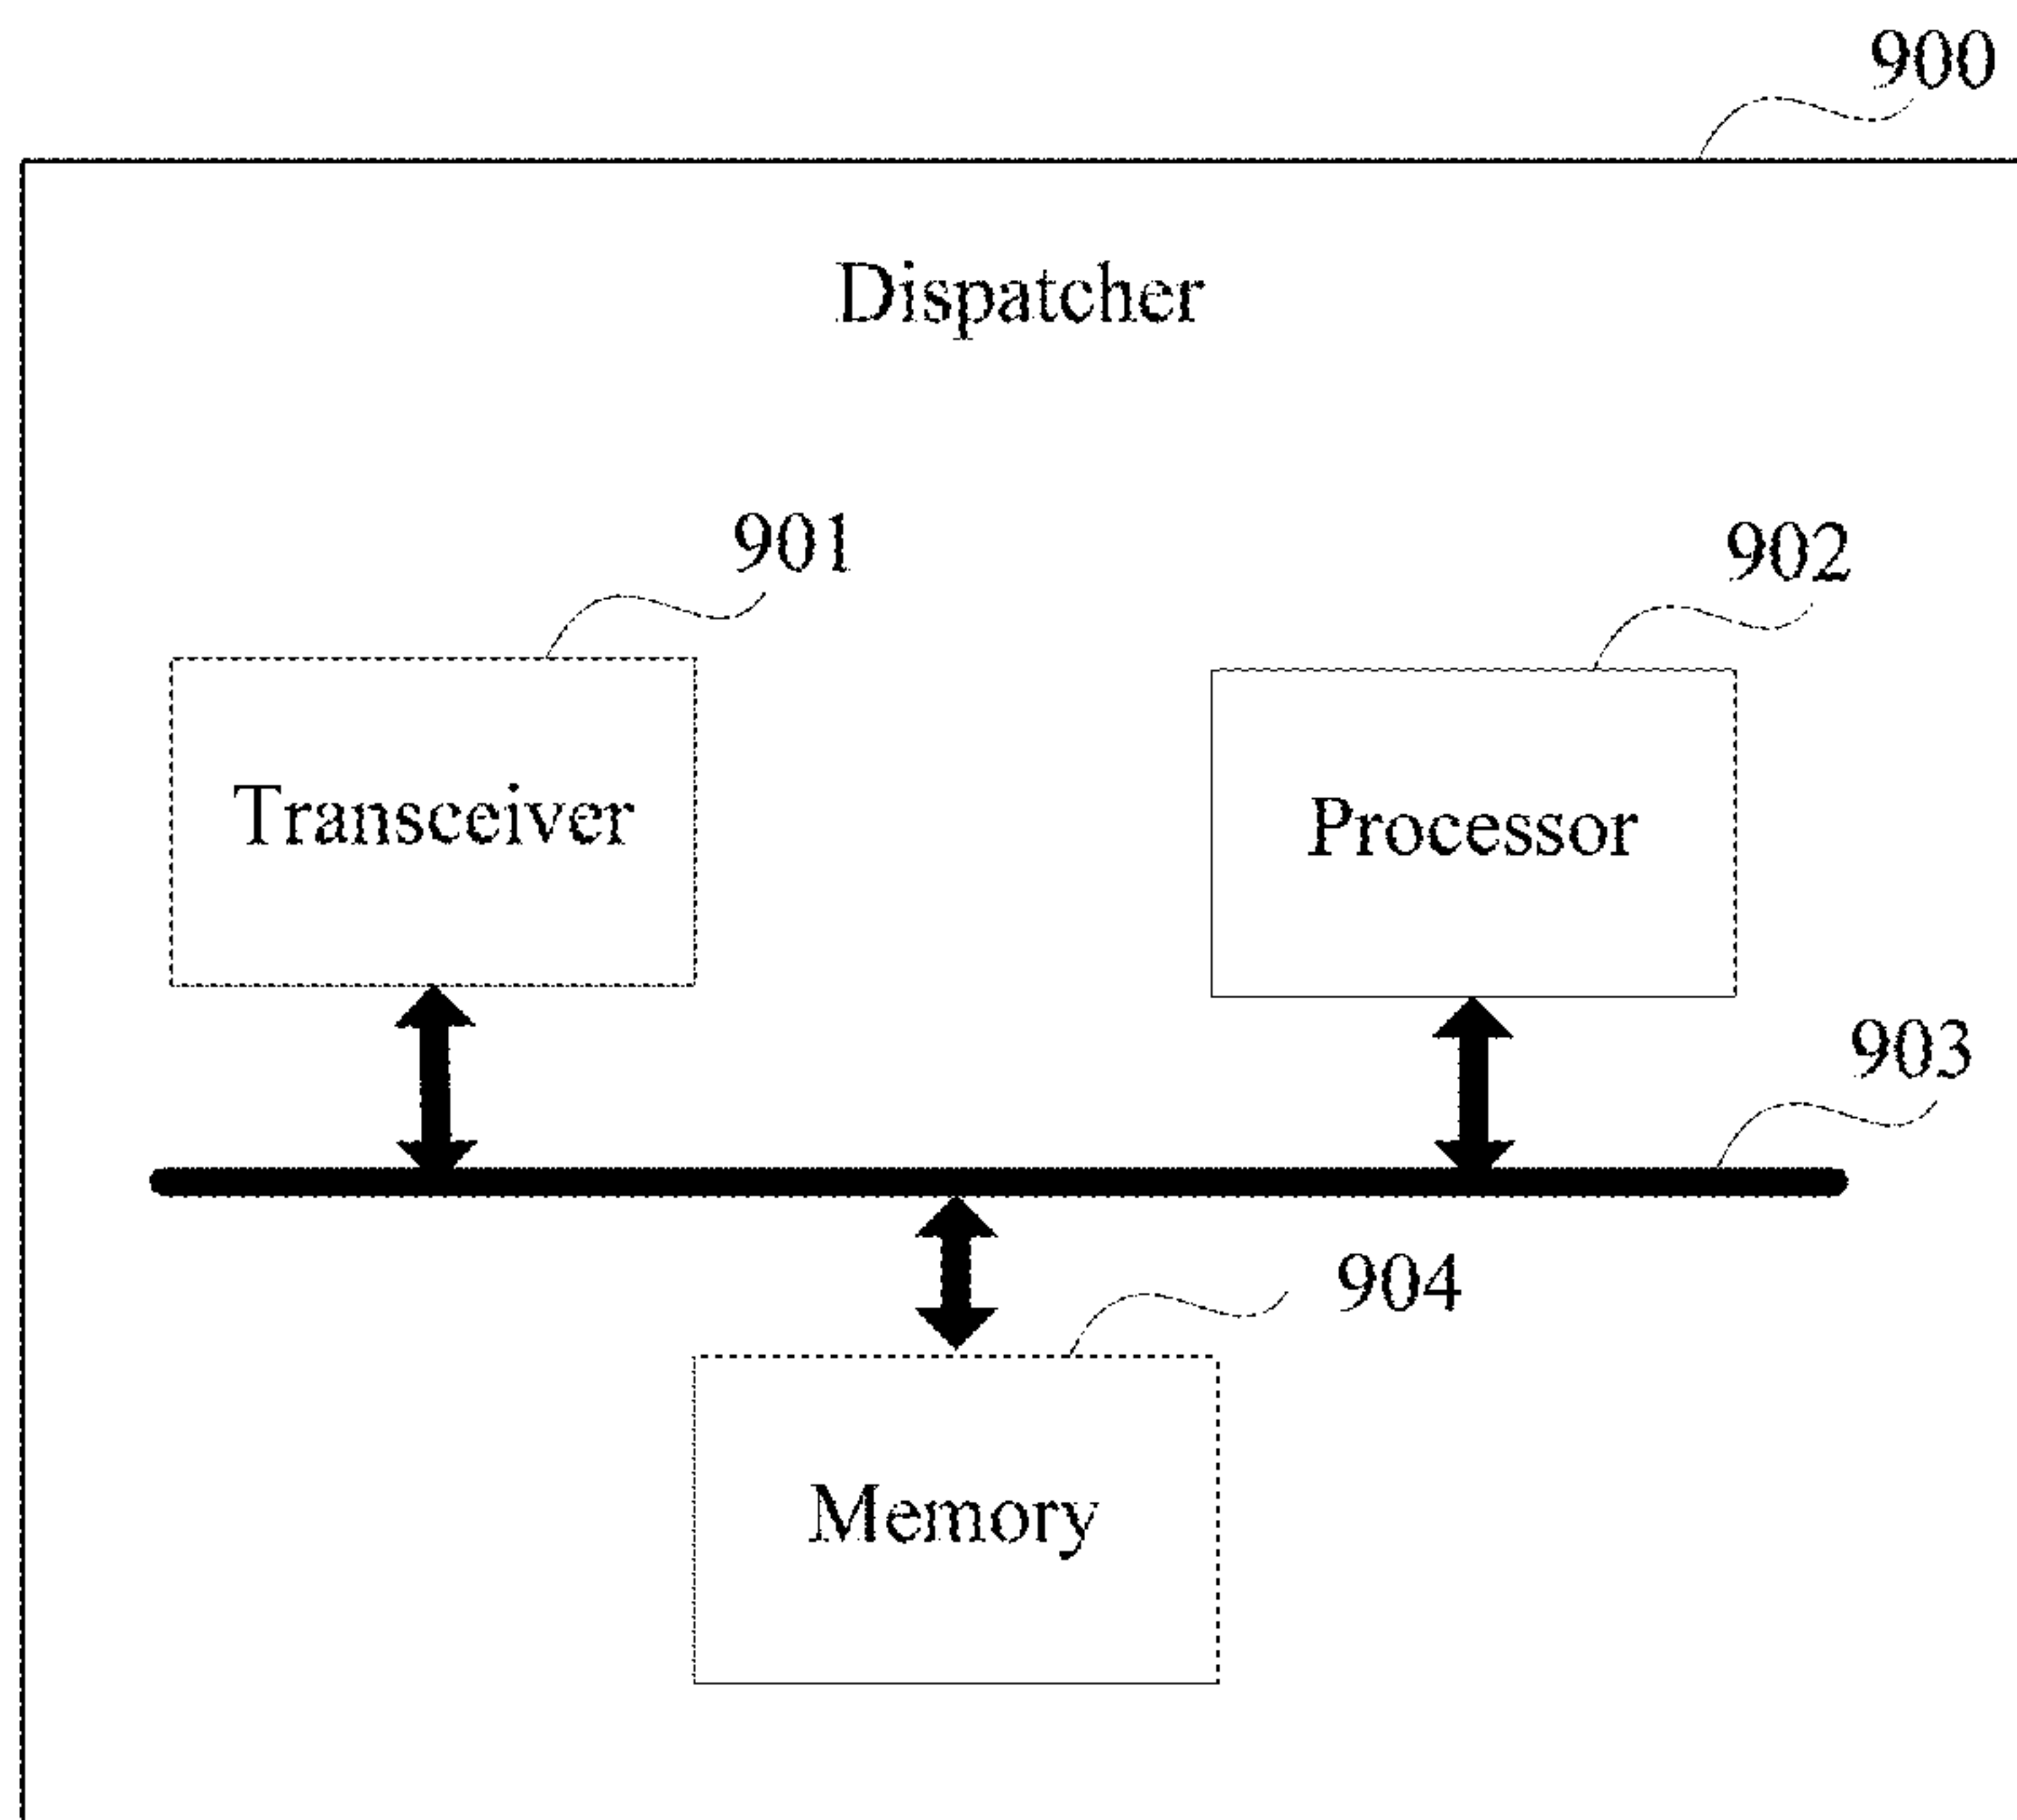 900
Dispatcher
901
902
Transceiver
Processor
903
904
Memory